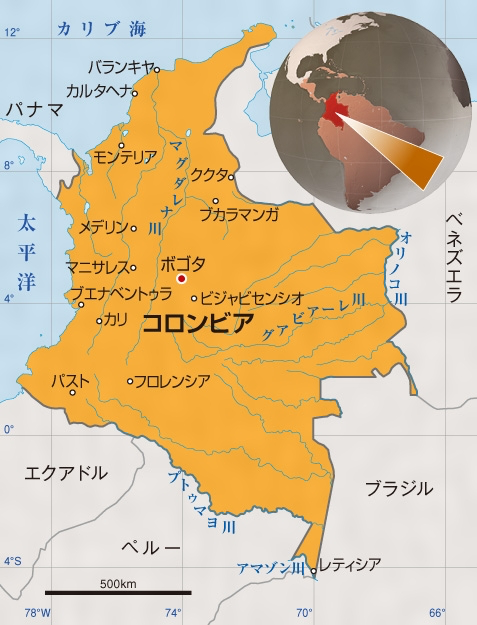 カリブ海
12°
バランキヤ
カルタヘナ
パナマ
モンテリア
8°
マグダレナ川
ククタ
ブカラマンガ
太平洋
メデリン
オリノコ川
ベネズエラ
マニサレス
ボゴタ
ブエナベントゥラ
ビジャビセンシオ
4°
カリ
コロンビア
グアビアーレ川
パスト
フロレンシア
0°
エクアドル
プトゥマヨ川
ブラジル
ペルー
4°S
アマゾン川
レティシア
500km
78°W
74°
70°
66°